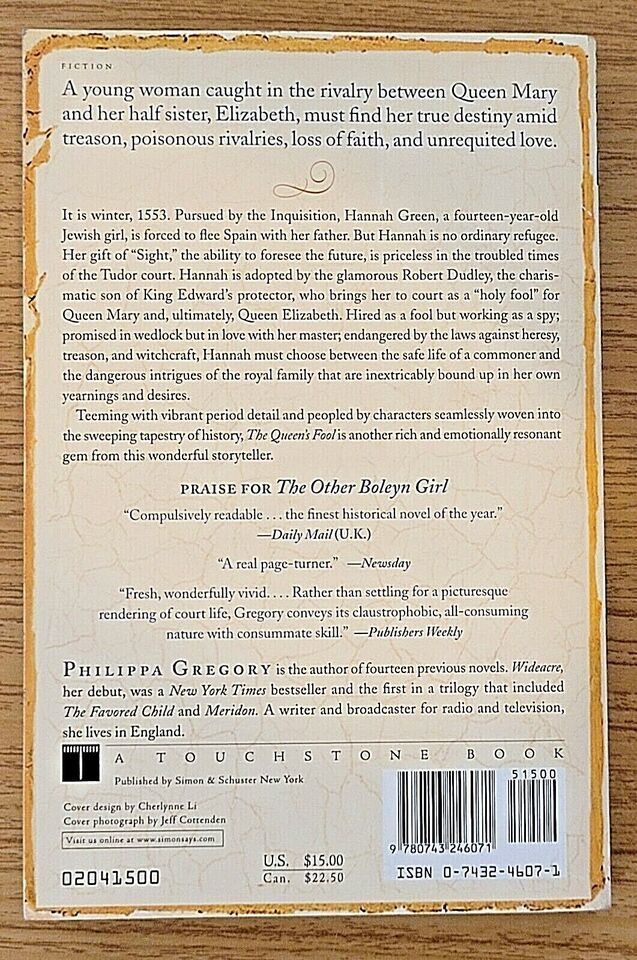 FICTION
A young woman caught in the rivalry between Queen Mary
and her half sister, Elizabeth, must find her true destiny amid
treason, poisonous rivalries, loss of faith, and unrequited love.
It is winter, 1553. Pursued by the Inquisition, Hannah Green, a fourteen-year-old
Jewish girl, is forced to flee Spain with her father. But Hannah is no ordinary refugee.
Her gift of “Sight,” the ability to foresee the future, is priceless in the troubled times
of the Tudor court. Hannah is adopted by the glamorous Robert Dudley, the charis-
matic son of King Edward’s protector, who brings her to court as a “holy fool” for
Queen Mary and, ultimately, Queen Elizabeth. Hired as a fool but working as a spy;
promised in wedlock but in love with her master; endangered by the laws against heresy,
treason, and witchcraft, Hannah must choose between the safe life of a commoner and
the dangerous intrigues of the royal family that are inextricably bound up in her own
yearnings and desires.
Teeming with vibrant period detail and peopled by characters seamlessly woven into
the sweeping tapestry of history, The Queen’s Fool is another rich and emotionally resonant
gem from this wonderful storyteller.
PRAISE FOR The Other Boleyn Girl
“Compulsively readable . . . the finest historical novel of the year.”
—Daily Mail (U.K.)
“A real page-turner.” —Newsday
“Fresh, wonderfully vivid. . . . Rather than settling for a picturesque
rendering of court life, Gregory conveys its claustrophobic, all-consuming
nature with consummate skill.” —Publishers Weekly
PHILIPPA GREGORY is the author of fourteen previous novels. Wideacre,
her debut, was a New York Times bestseller and the first in a trilogy that included
The Favored Child and Meridon. A writer and broadcaster for radio and television,
she lives in England.
A TOUCHSTONE BOOK
Published by Simon & Schuster New York
Cover design by Cherlynne Li
Cover photograph by Jeff Cottenden
Visit us online at www.simonsays.com
02041500
U.S. $15.00
Can. $22.50
51500
9 780743 246071
ISBN 0-7432-4607-1